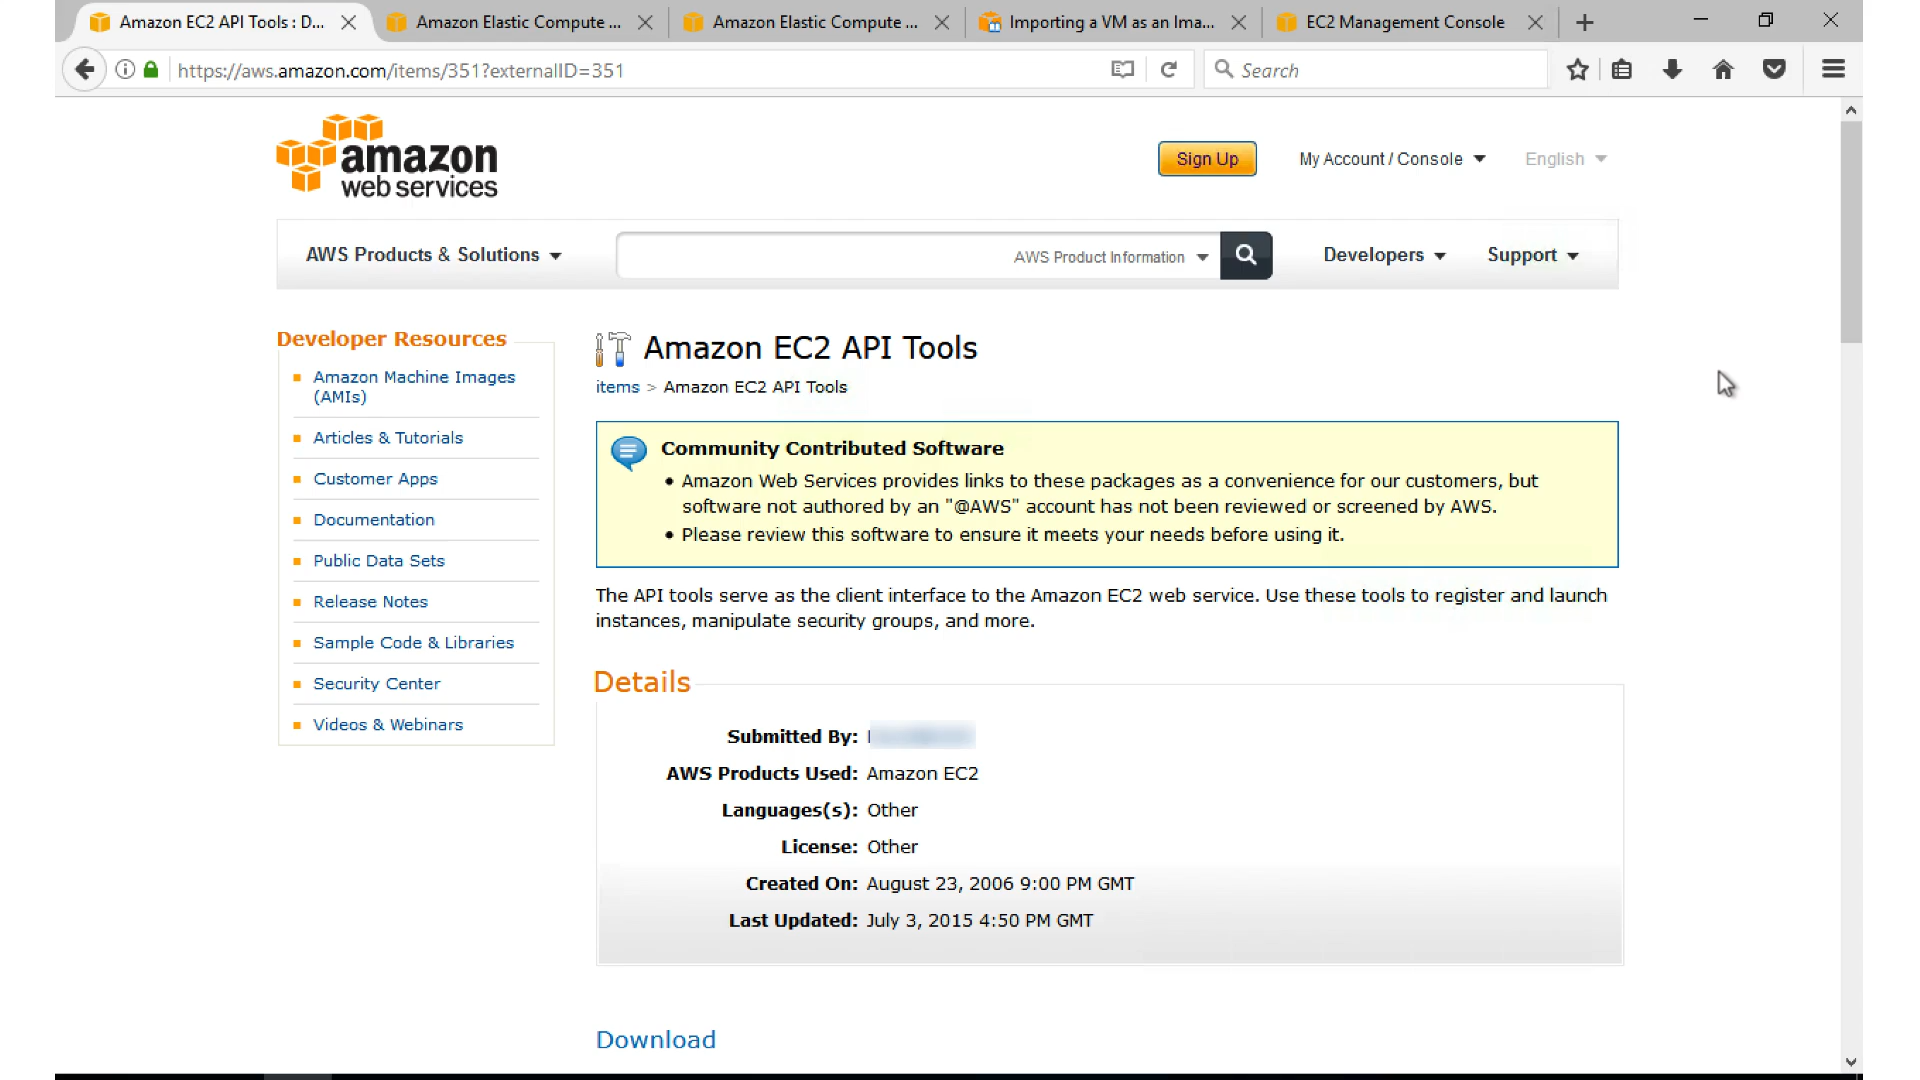 Amazon EC2 API Tools : D...
Amazon Elastic Compute ...
Amazon Elastic Compute ...
Importing a VM as an Ima...
EC2 Management Console
https://aws.amazon.com/items/351?externalID=351
Search
amazon
web services
Sign Up
My Account / Console
English
AWS Products & Solutions
AWS Product Information
Developers
Support
Developer Resources
Amazon Machine Images
(AMIs)
Articles & Tutorials
Customer Apps
Documentation
Public Data Sets
Release Notes
Sample Code & Libraries
Security Center
Videos & Webinars
Amazon EC2 API Tools
items > Amazon EC2 API Tools
Community Contributed Software
• Amazon Web Services provides links to these packages as a convenience for our customers, but
software not authored by an "@AWS" account has not been reviewed or screened by AWS.
• Please review this software to ensure it meets your needs before using it.
The API tools serve as the client interface to the Amazon EC2 web service. Use these tools to register and launch
instances, manipulate security groups, and more.
Details
Submitted By:
AWS Products Used: Amazon EC2
Languages(s): Other
License: Other
Created On: August 23, 2006 9:00 PM GMT
Last Updated: July 3, 2015 4:50 PM GMT
Download